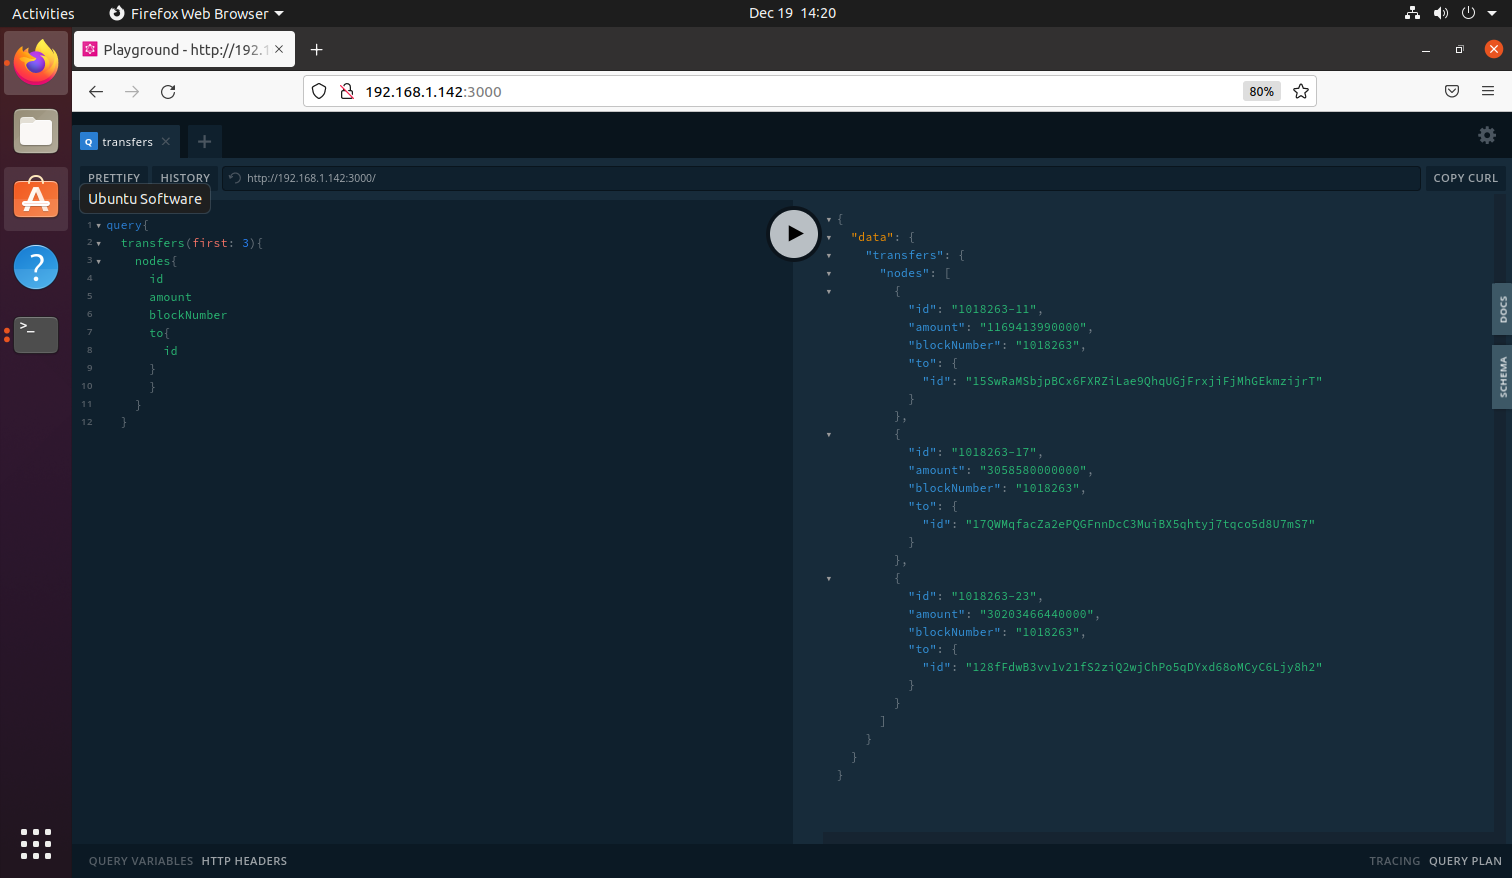 Activities
Firefox Web Browser
Dec 19 14:20
Playground - http://192.1
192.168.1.142:3000
80%
Q transfers
PRETTIFY
HISTORY
http://192.168.1.142:3000/
COPY CURL
Ubuntu Software
1 query{
2 transfers(first: 3){
3 nodes{
4 id
5 amount
6 blockNumber
7 to{
8 id
9 }
10 }
11 }
12 }
{
"data": {
"transfers": {
"nodes": [
{
"id": "1018263-11",
"amount": "1169413990000",
"blockNumber": "1018263",
"to": {
"id": "15SwRaMSbjpBCx6FXRZiLae9QhqUGjFrxjiFjMhGEkmzijrT"
}
},
{
"id": "1018263-17",
"amount": "3058580000000",
"blockNumber": "1018263",
"to": {
"id": "17QWMqfacZa2ePQGFnnDcC3MuiBX5qhtyj7tqco5d8U7mS7"
}
},
{
"id": "1018263-23",
"amount": "30203466440000",
"blockNumber": "1018263",
"to": {
"id": "128fFdwB3vv1v21fS2ziQ2wjChPo5qDYxd68oMCyC6Ljy8h2"
}
}
]
}
}
}
DOCS
SCHEMA
QUERY VARIABLES
HTTP HEADERS
TRACING
QUERY PLAN